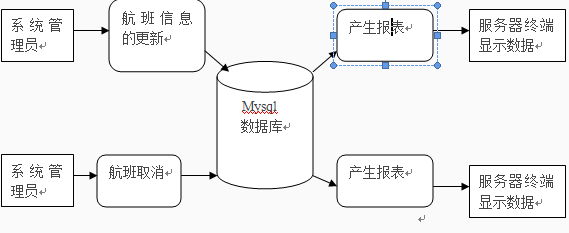 系统管
理员
航班信息
的更新
产生报表
服务器终端
显示数据
Mysql
数据库
系统管
理员
航班取消
产生报表
服务器终端
显示数据